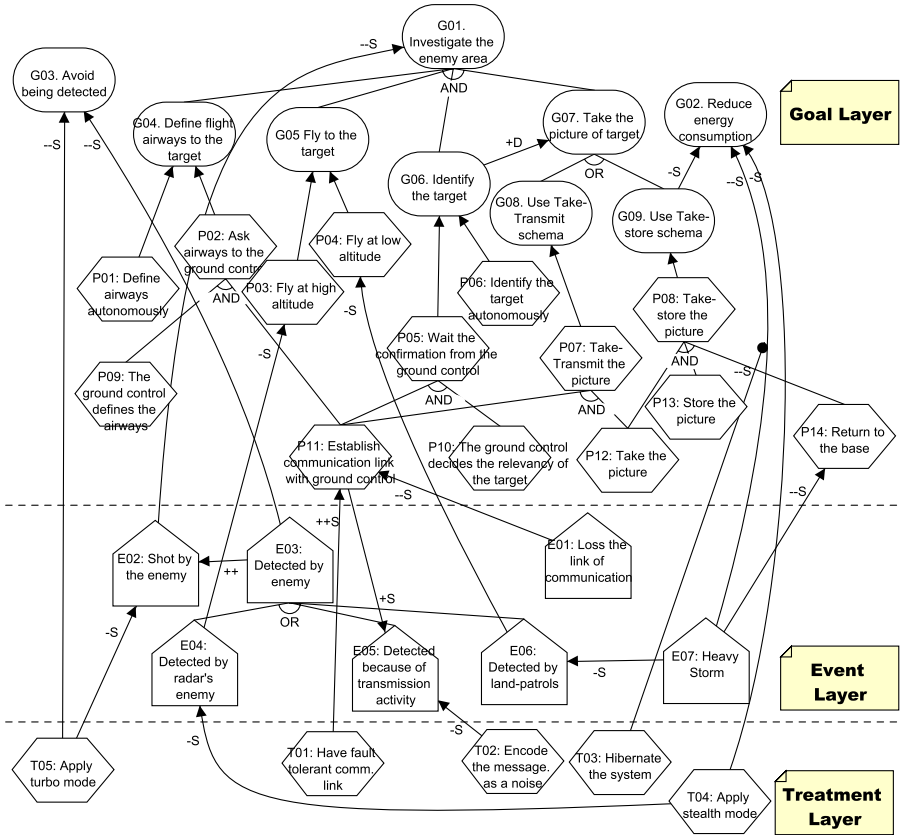 G01.
Investigate the
enemy area
--S
G03. Avoid
being detected
AND
G02. Reduce
energy
consumption
Goal Layer
G04. Define flight
airways to the
target
G05 Fly to the
target
G07. Take the
picture of target
--S
--S
+D
OR
-S
--S
-S
G06. Identify
the target
G08. Use Take-
Transmit
schema
G09. Use Take-
store schema
P02: Ask
airways to the
ground control
P04: Fly at low
altitude
P01: Define
airways
autonomously
AND
P03: Fly at high
altitude
P06: Identify the
target
autonomously
P08: Take-
store the
picture
-S
-S
P05: Wait the
confirmation from the
ground control
P07: Take-
Transmit the
picture
AND
--S
P09: The
ground control
defines the
airways
AND
AND
P13: Store the
picture
P11: Establish
communication link
with ground control
P10: The ground control
decides the relevancy of
the target
P12: Take the
picture
P14: Return to
the base
--S
--S
++S
E02: Shot by
the enemy
++
E03:
Detected by
enemy
E01: Loss the
link of
communication
+S
OR
-S
E04:
Detected by
radar's
enemy
E05: Detected
because of
transmission
activity
E06:
Detected by
land-patrols
-S
E07: Heavy
Storm
Event
Layer
-S
-S
T05: Apply
turbo mode
T01: Have fault
tolerant comm.
link
T02: Encode
the message.
as a noise
T03: Hibernate
the system
T04: Apply
stealth mode
Treatment
Layer